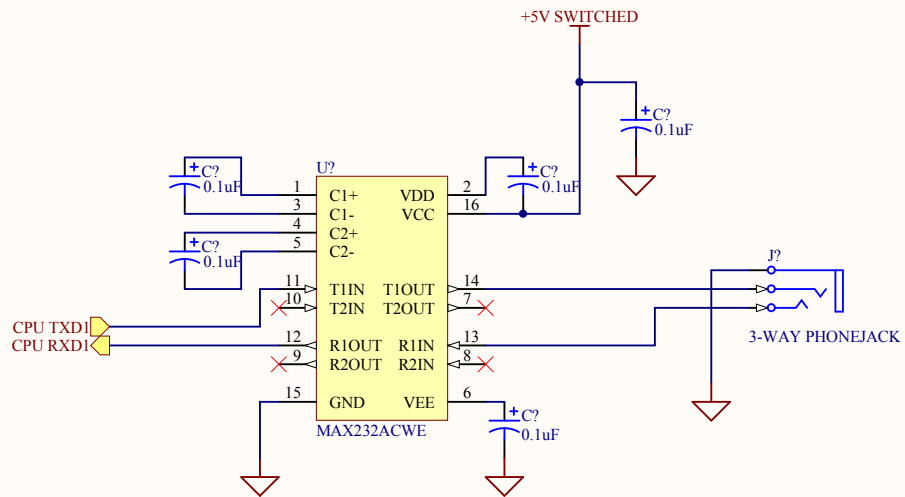 +5V SWITCHED
+ C?
0.1uF
U?
+ C?
0.1uF
+ C?
0.1uF
1 C1+ VDD 2
3 C1- VCC 16
4 C2+
5 C2-
+ C?
0.1uF
11 T1IN T1OUT 14
10 T2IN T2OUT 7
J?
CPU TXD1
CPU RXD1
12 R1OUT R1IN 13
9 R2OUT R2IN 8
3-WAY PHONEJACK
15 GND VEE 6
+ C?
0.1uF
MAX232ACWE